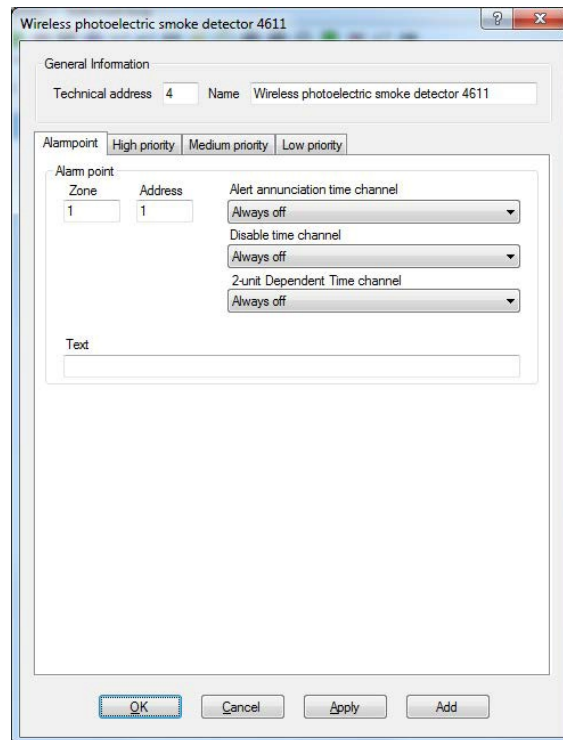 Wireless photoelectric smoke detector 4611
General Information
Technical address 4 Name Wireless photoelectric smoke detector 4611
Alarmpoint High priority Medium priority Low priority
Alarm point
Zone Address Alert annunciation time channel
1 1 Always off
Disable time channel
Always off
2-unit Dependent Time channel
Always off
Text
OK Cancel Apply Add